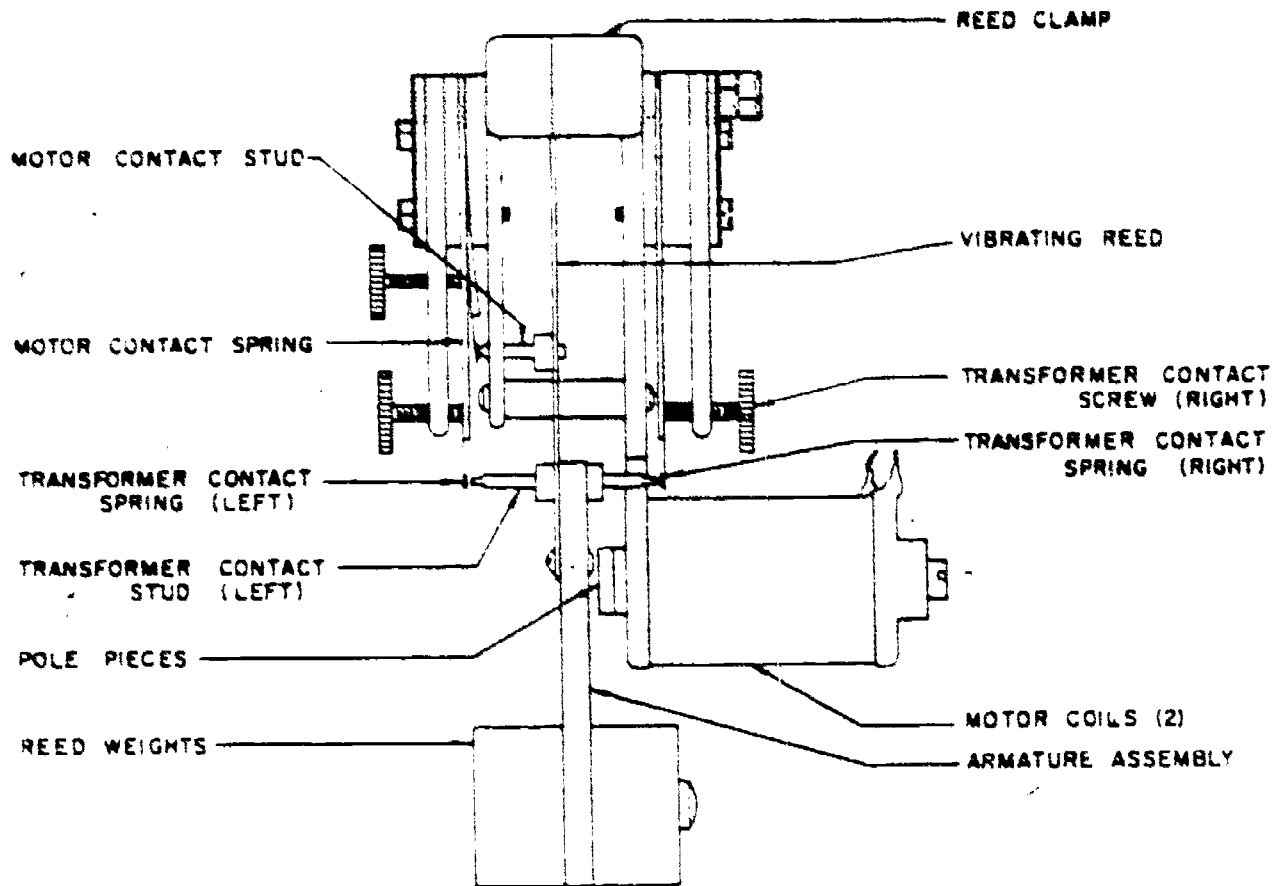 REED CLAMP
MOTOR CONTACT STUD
VIBRATING REED
MOTOR CONTACT SPRING
TRANSFORMER CONTACT
SCREW (RIGHT)
TRANSFORMER CONTACT
SPRING (RIGHT)
TRANSFORMER CONTACT
SPRING (LEFT)
TRANSFORMER CONTACT
STUD (LEFT)
POLE PIECES
MOTOR COILS (2)
REED WEIGHTS
ARMATURE ASSEMBLY